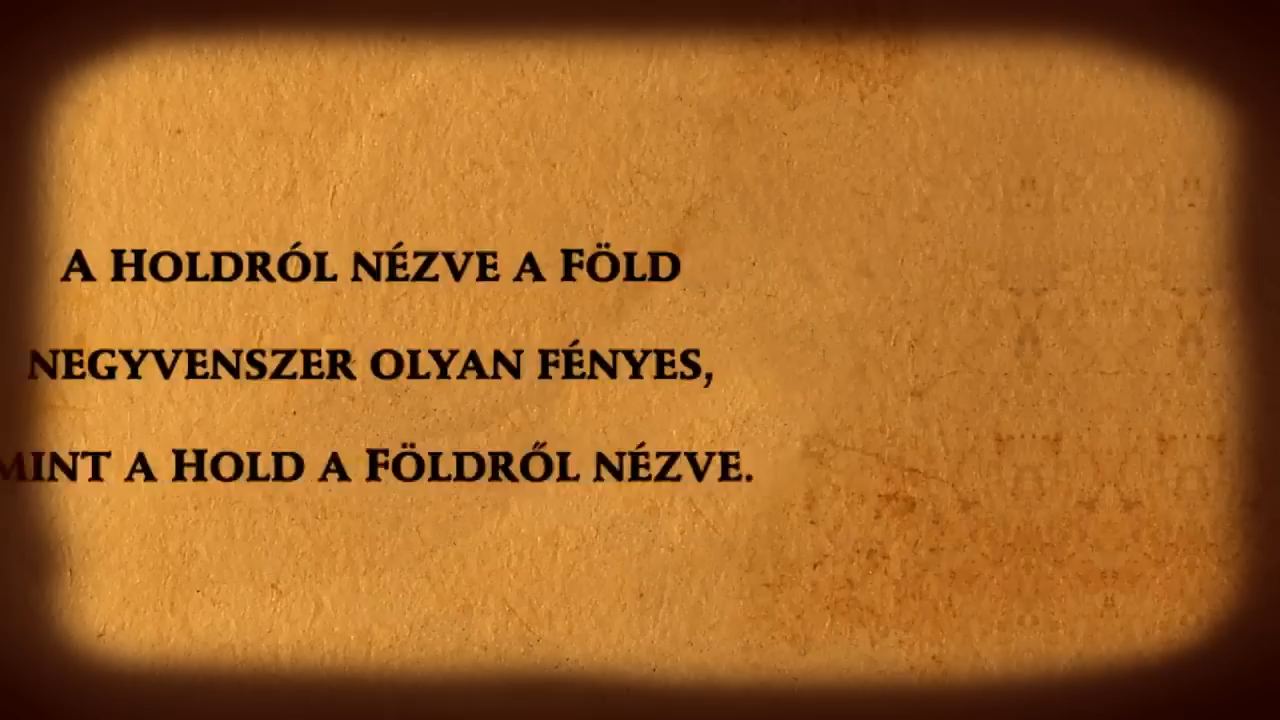 A Holdról nézve a Föld
negyvenszer olyan fényes,
mint a Hold a Földről nézve.